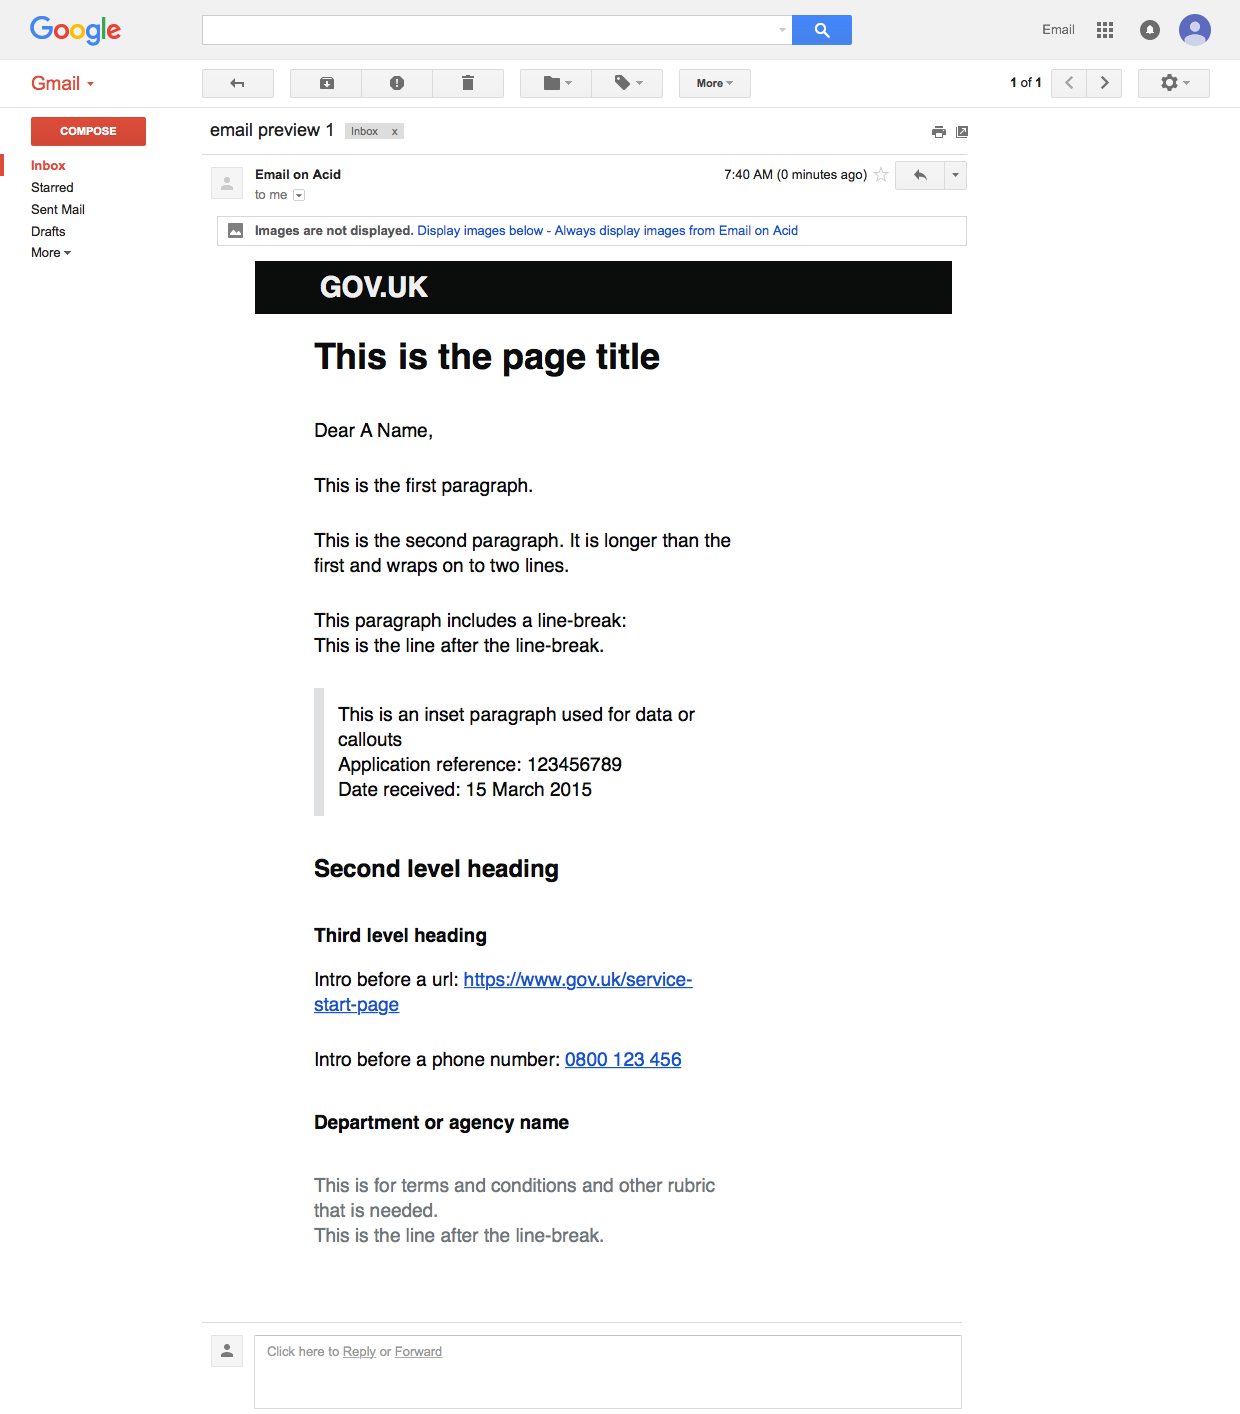 Google
Email
Gmail
More
1 of 1
COMPOSE
Inbox
Starred
Sent Mail
Drafts
More
email preview 1
Inbox x
Email on Acid
7:40 AM (0 minutes ago)
to me
Images are not displayed. Display images below - Always display images from Email on Acid
GOV.UK
This is the page title
Dear A Name,
This is the first paragraph.
This is the second paragraph. It is longer than the
first and wraps on to two lines.
This paragraph includes a line-break:
This is the line after the line-break.
This is an inset paragraph used for data or
callouts
Application reference: 123456789
Date received: 15 March 2015
Second level heading
Third level heading
Intro before a url: https://www.gov.uk/service-
start-page
Intro before a phone number: 0800 123 456
Department or agency name
This is for terms and conditions and other rubric
that is needed.
This is the line after the line-break.
Click here to Reply or Forward